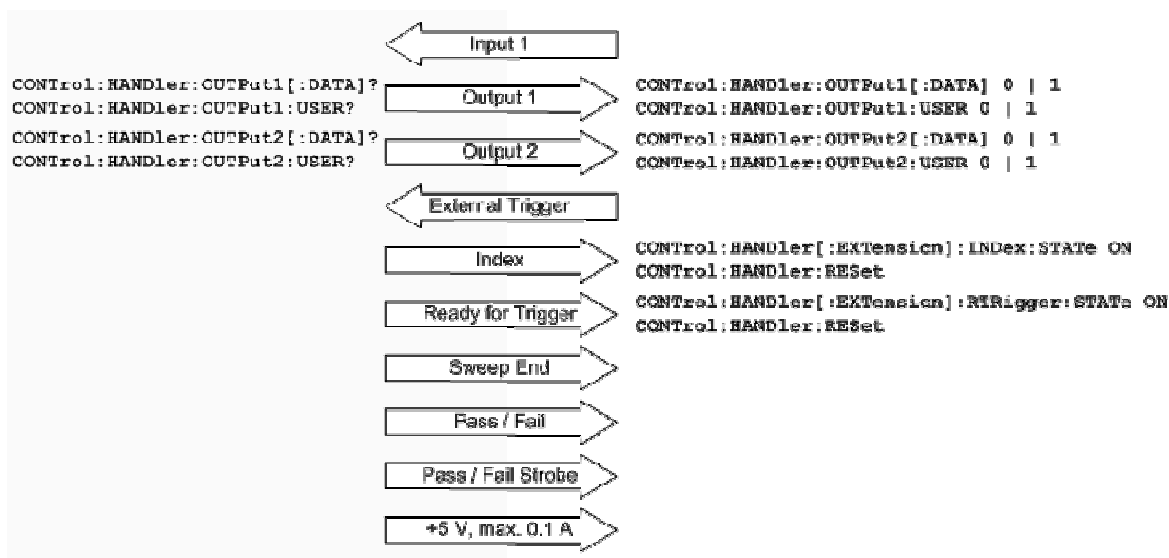 Input 1
CONTrol:HANDler:OUTPut1[:DATA]? Output 1 CONTrol:HANDler:OUTPut1[:DATA] 0 | 1
CONTrol:HANDler:OUTPut1:USER? CONTrol:HANDler:OUTPut1:USER 0 | 1
CONTrol:HANDler:OUTPut2[:DATA]? Output 2 CONTrol:HANDler:OUTPut2[:DATA] 0 | 1
CONTrol:HANDler:OUTPut2:USER? CONTrol:HANDler:OUTPut2:USER 0 | 1
External Trigger
Index CONTrol:HANDler[:EXTension]:INDex:STATe ON
CONTrol:HANDler:RESet
Ready for Trigger CONTrol:HANDler[:EXTension]:RTRigger:STATe ON
CONTrol:HANDler:RESet
Sweep End
Pass / Fail
Pass / Fail Strobe
+5 V, max. 0.1 A